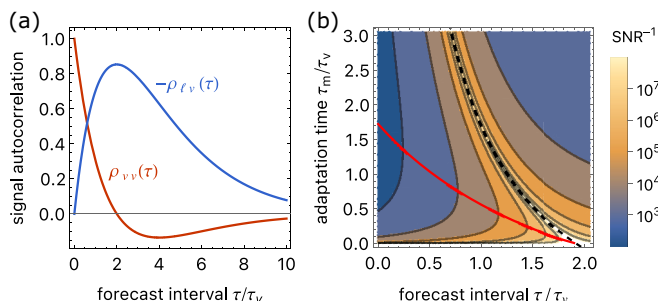 (a)
signal autocorrelation
1.0
0.8
0.6
0.4
0.2
0.0
−ρℓv(τ)
ρvv(τ)
0 2 4 6 8 10
forecast interval τ/τv
(b)
adaptation time τm/τv
3.0
2.5
2.0
1.5
1.0
0.5
0.0
0.0 0.5 1.0 1.5 2.0
forecast interval τ/τv
SNR⁻¹
10⁷
10⁶
10⁵
10⁴
10³